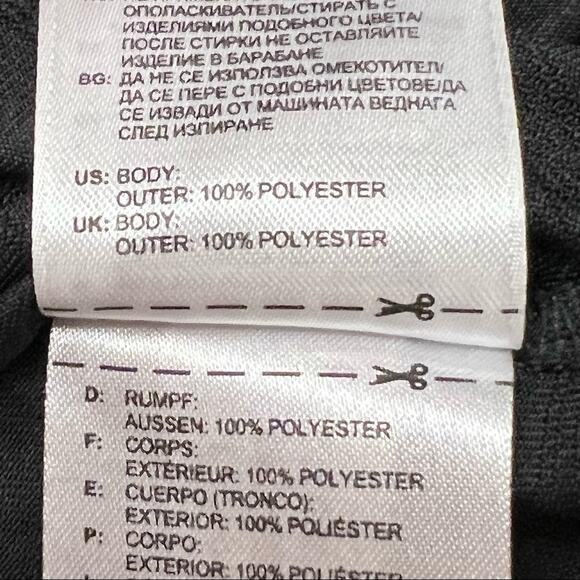 ОПОЛАСКИВАТЕЛЬ/СТИРАТЬ С
ИЗДЕЛИЯМИ ПОДОБНОГО ЦВЕТА/
ПОСЛЕ СТИРКИ НЕ ОСТАВЛЯЙТЕ
ИЗДЕЛИЕ В БАРАБАНЕ
BG: ДА НЕ СЕ ИЗПОЛЗВА ОМЕКОТИТЕЛ/
ДА СЕ ПЕРЕ С ПОДОБНИ ЦВЕТОВЕ/ДА
СЕ ИЗВАДИ ОТ МАШИНАТА ВЕДНАГА
СЛЕД ИЗПИРАНЕ
US: BODY:
OUTER: 100% POLYESTER
UK: BODY:
OUTER: 100% POLYESTER
D: RUMPF:
AUSSEN: 100% POLYESTER
F: CORPS:
EXTÉRIEUR: 100% POLYESTER
E: CUERPO (TRONCO):
EXTERIOR: 100% POLIÉSTER
P: CORPO:
EXTERIOR: 100% POLIÉSTER